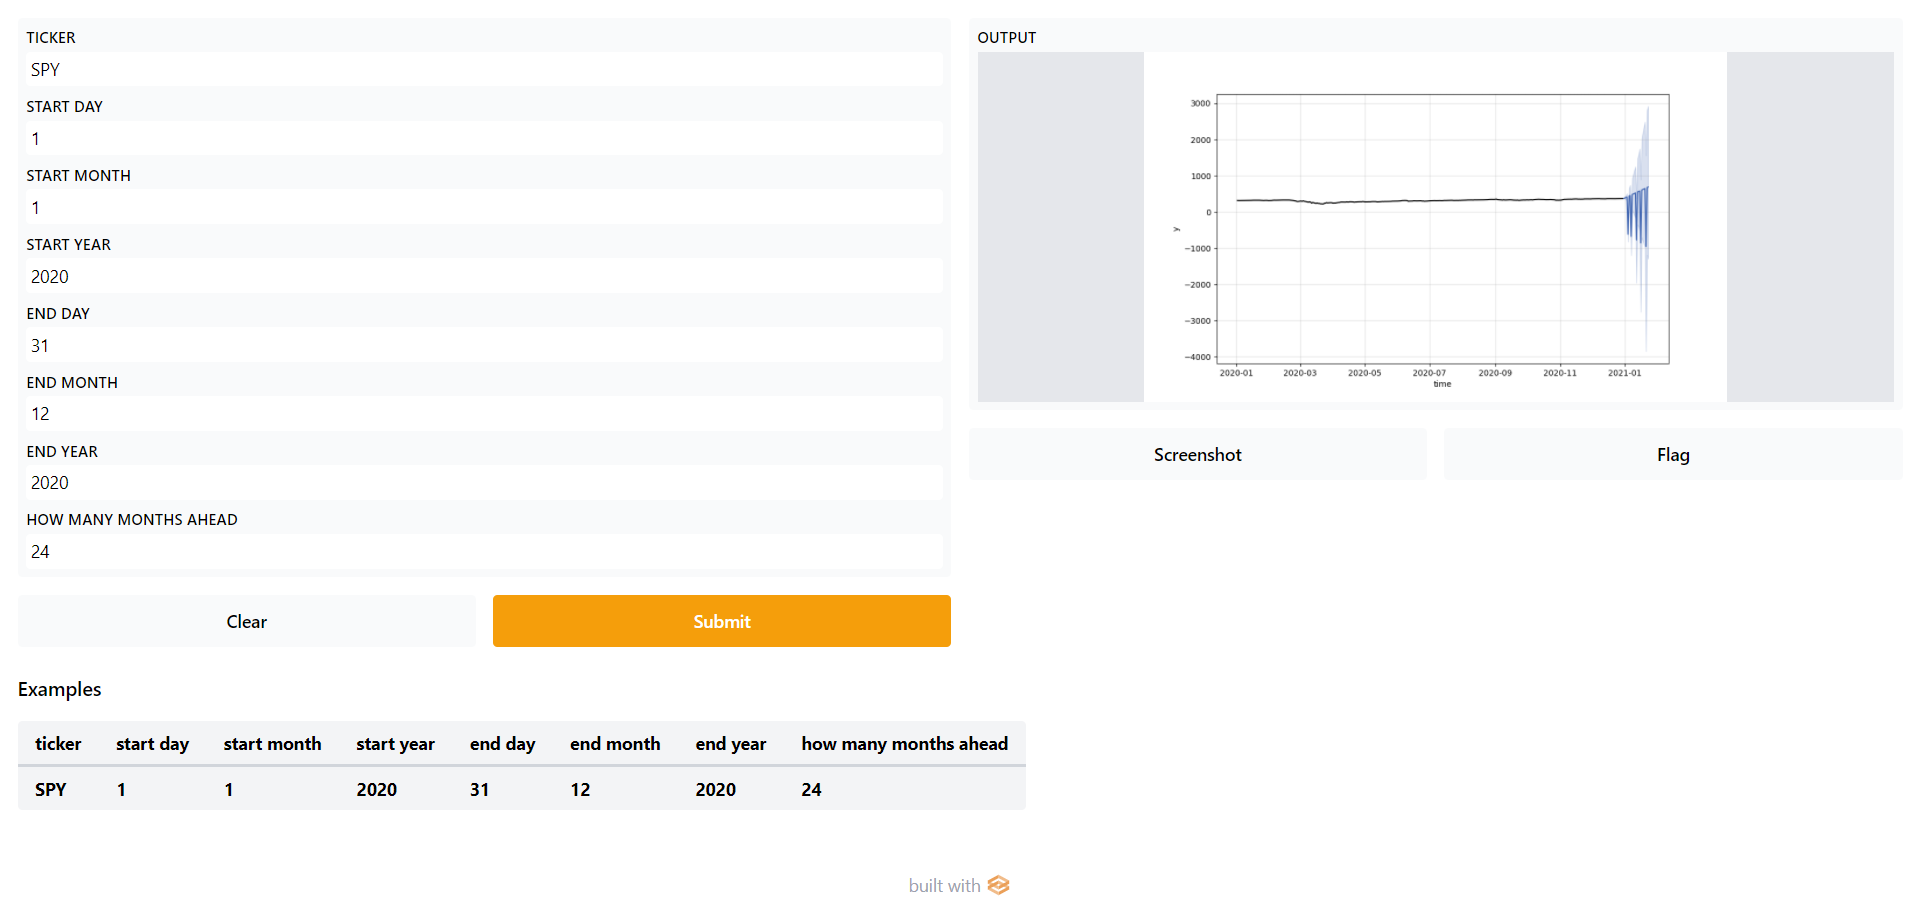 TICKER
SPY
START DAY
1
START MONTH
1
START YEAR
2020
END DAY
31
END MONTH
12
END YEAR
2020
HOW MANY MONTHS AHEAD
24
Clear
Submit
OUTPUT
3000
2000
1000
0
−1000
−2000
−3000
−4000
y
2020-01 2020-03 2020-05 2020-07 2020-09 2020-11 2021-01
time
Screenshot
Flag
Examples
ticker start day start month start year end day end month end year how many months ahead
SPY 1 1 2020 31 12 2020 24
built with